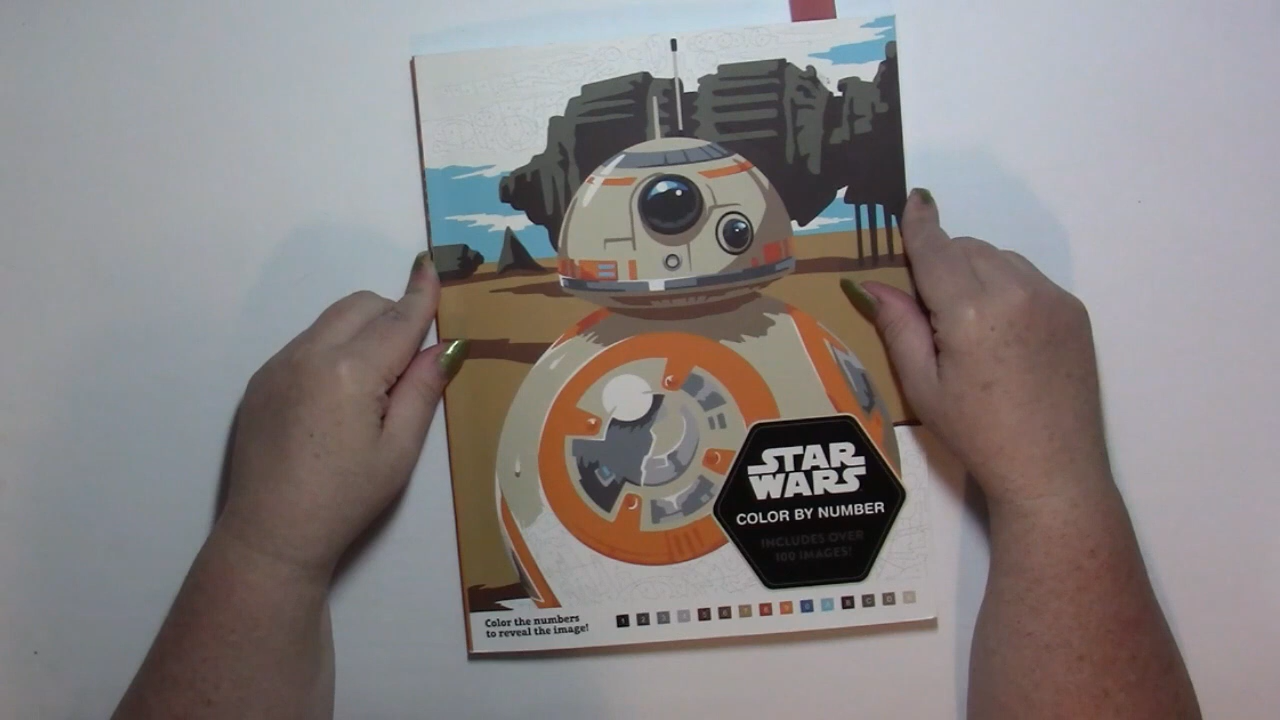 STAR
WARS
COLOR BY NUMBER
INCLUDES OVER
100 IMAGES!
Color the numbers
to reveal the image!